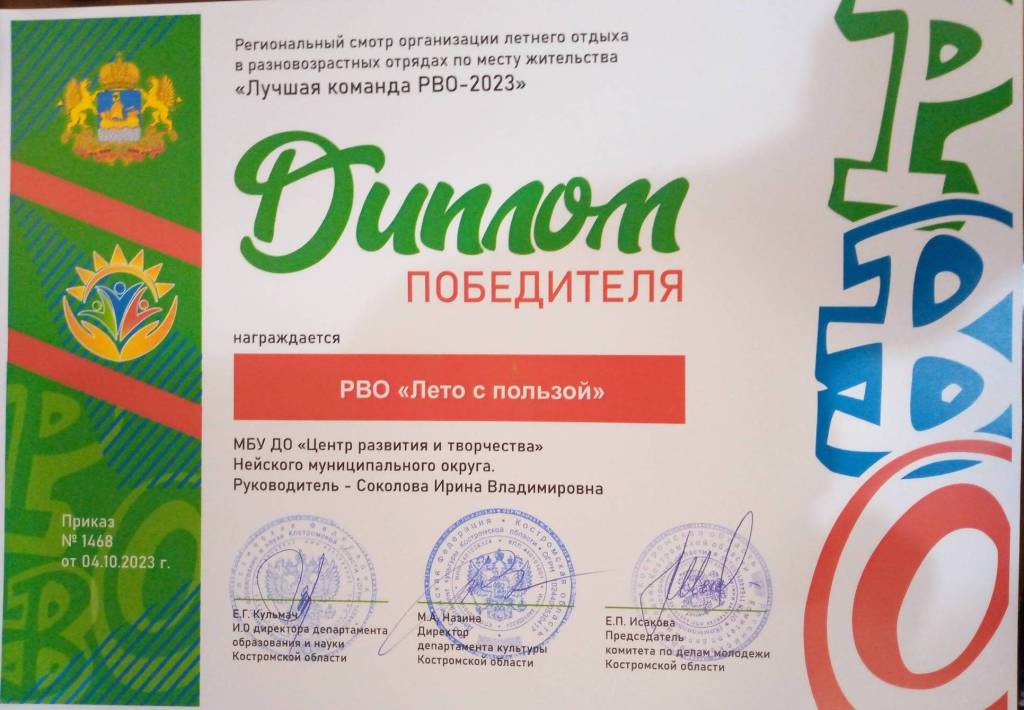 Региональный смотр организации летнего отдыха
в разновозрастных отрядах по месту жительства
«Лучшая команда РВО-2023»
Диплом
ПОБЕДИТЕЛЯ
награждается
РВО «Лето с пользой»
МБУ ДО «Центр развития и творчества»
Нейского муниципального округа.
Руководитель - Соколова Ирина Владимировна
Приказ
№ 1468
от 04.10.2023 г.
Е.Г. Кульмач
И.О директора департамента
образования и науки
Костромской области
М.А. Назина
Директор
департамента культуры
Костромской области
Е.П. Исакова
Председатель
комитета по делам молодежи
Костромской области
РВО
РВО